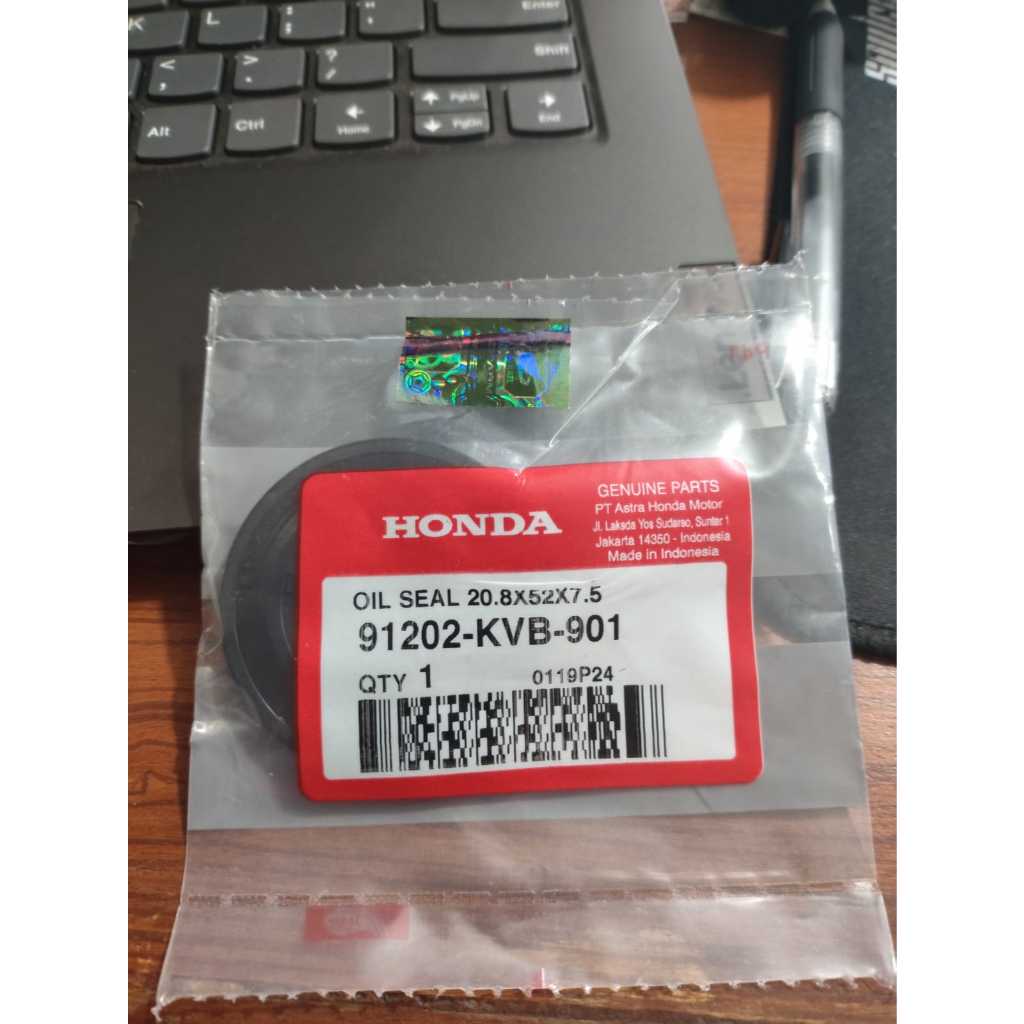 K
L
:
;
"
'
Enter
<
,
>
.
?
/
Shift
Alt
Ctrl
Home
PgUp
PgDn
End
HONDA
GENUINE PARTS
PT Astra Honda Motor
Jl. Laksda Yos Sudarso, Sunter 1
Jakarta 14350 - Indonesia
Made in Indonesia
OIL SEAL 20.8X52X7.5
91202-KVB-901
QTY 1
0119P24